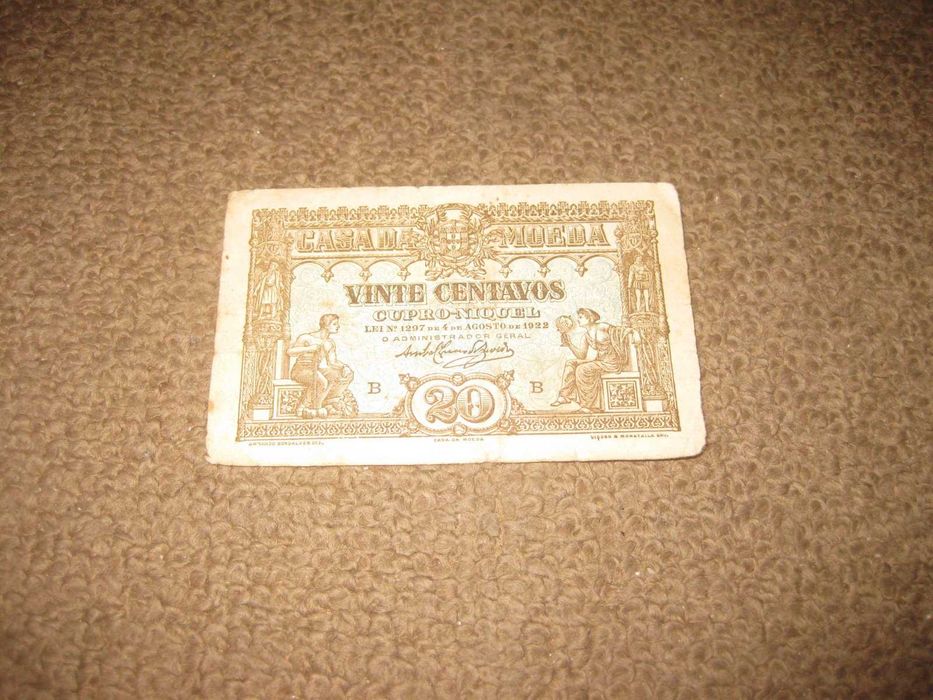 CASA DA MOEDA
VINTE CENTAVOS
CUPRO-NIQUEL
LEI Nº 1297 DE 4 DE AGOSTO DE 1922
O ADMINISTRADOR GERAL
B B
20
CASA DA MOEDA